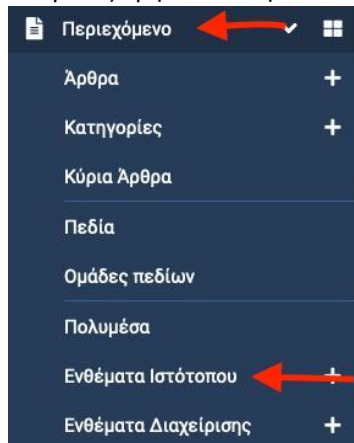 Περιεχόμενο
Άρθρα
Κατηγορίες
Κύρια Άρθρα
Πεδία
Ομάδες πεδίων
Πολυμέσα
Ενθέματα Ιστότοπου
Ενθέματα Διαχείρισης